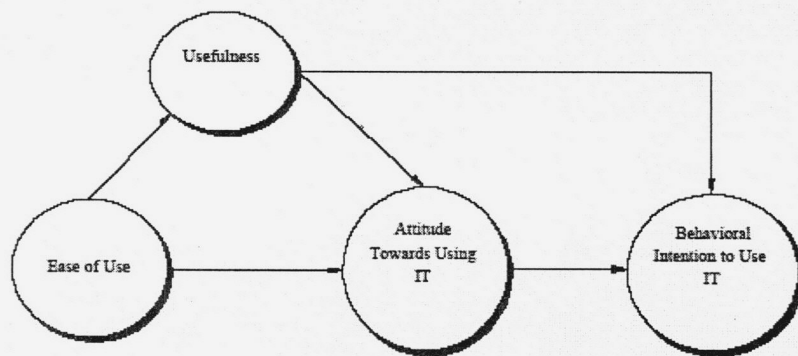 Usefulness
Ease of Use
Attitude
Towards Using
IT
Behavioral
Intention to Use
IT